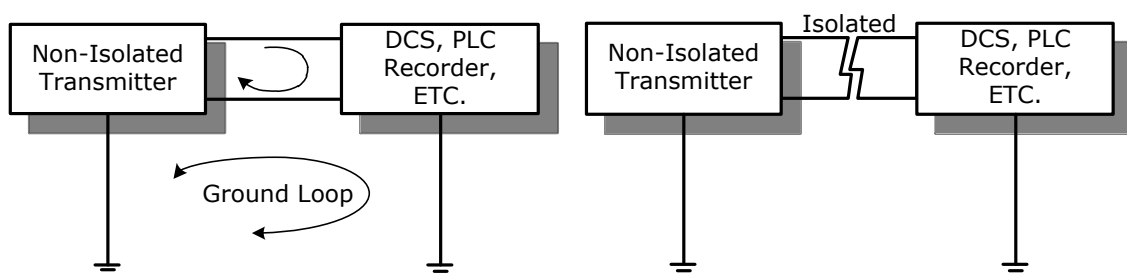 Non-Isolated
Transmitter
DCS, PLC
Recorder,
ETC.
Ground Loop
Isolated
Non-Isolated
Transmitter
DCS, PLC
Recorder,
ETC.